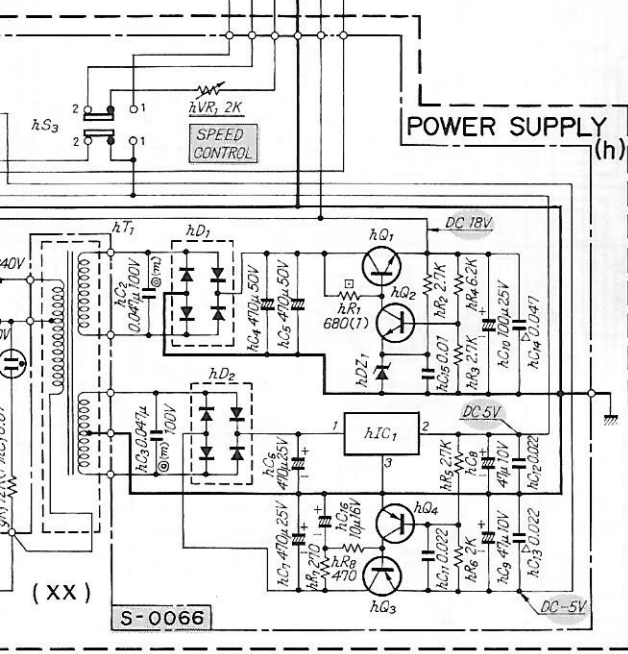 2
1
hS3
2
1
hVR1 2K
SPEED
CONTROL
POWER SUPPLY
(h)
DC 18V
hT1
hD1
hQ1
hC2
0.047μ 100V
(m)
hC4 470μ 50V
hC5 470μ 50V
hR1
680(T)
hQ2
hDZ1
hR2 2.7K
hR4 6.2K
hR3 2.7K
hC15 0.01
hC10 100μ 25V
hC14 0.047
40V
hD2
hC3 0.047μ
(m) 100V
DC 5V
1
hIC1
2
3
hC6
470μ 25V
hR5 2.7K
hC8
47μ 10V
hC12 0.022
hC7 470μ 25V
hC16
10μ 16V
hR7 270
hR8
470
hQ4
hC11 0.022
hR6 2K
hC9 47μ 10V
hC13 0.022
hQ3
DC -5V
(XX)
S-0066